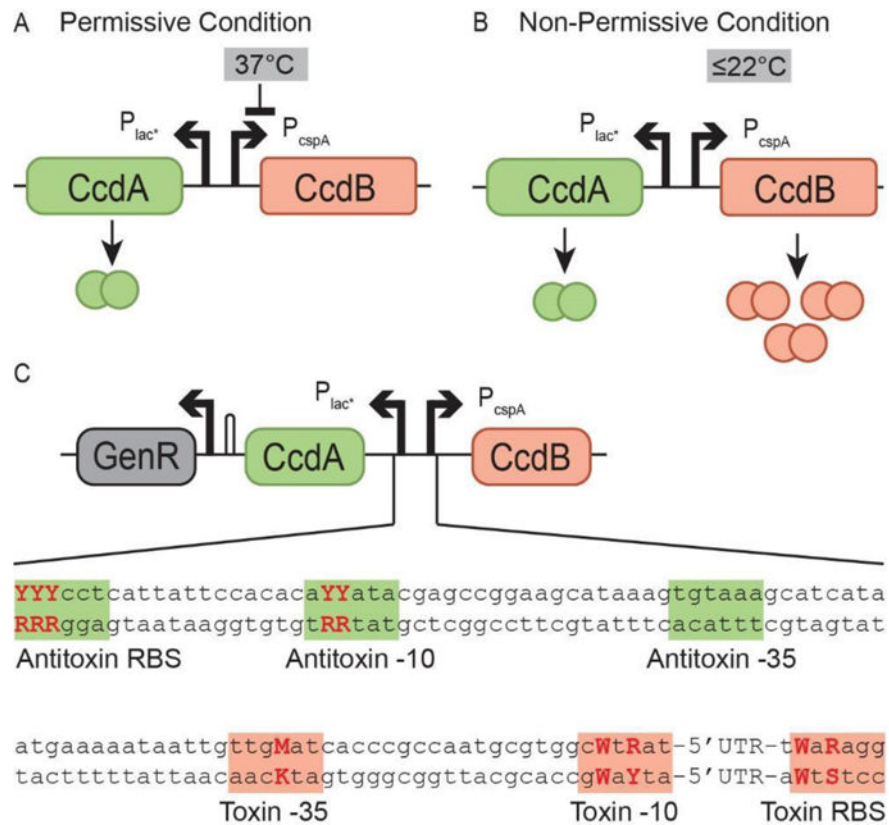 A Permissive Condition
37°C
Plac*
PcspA
CcdA
CcdB
B Non-Permissive Condition
≤22°C
Plac*
PcspA
CcdA
CcdB
C
Plac*
PcspA
GenR
CcdA
CcdB
YYYcctcattattccacacaYYatacgagccggaagcataaagtgtaaagcatcata
RRRggagtaataaggtgtgtRRtatgctcggccttcgtatttcacatttcgtagtat
Antitoxin RBS Antitoxin -10 Antitoxin -35
atgaaaaataattgttgMatcacccgccaatgcgtggcWtRat-5'UTR-tWaRagg
tactttttattaacaacKtagtgggcggttacgcaccgWaYta-5'UTR-aWtStcc
Toxin -35 Toxin -10 Toxin RBS